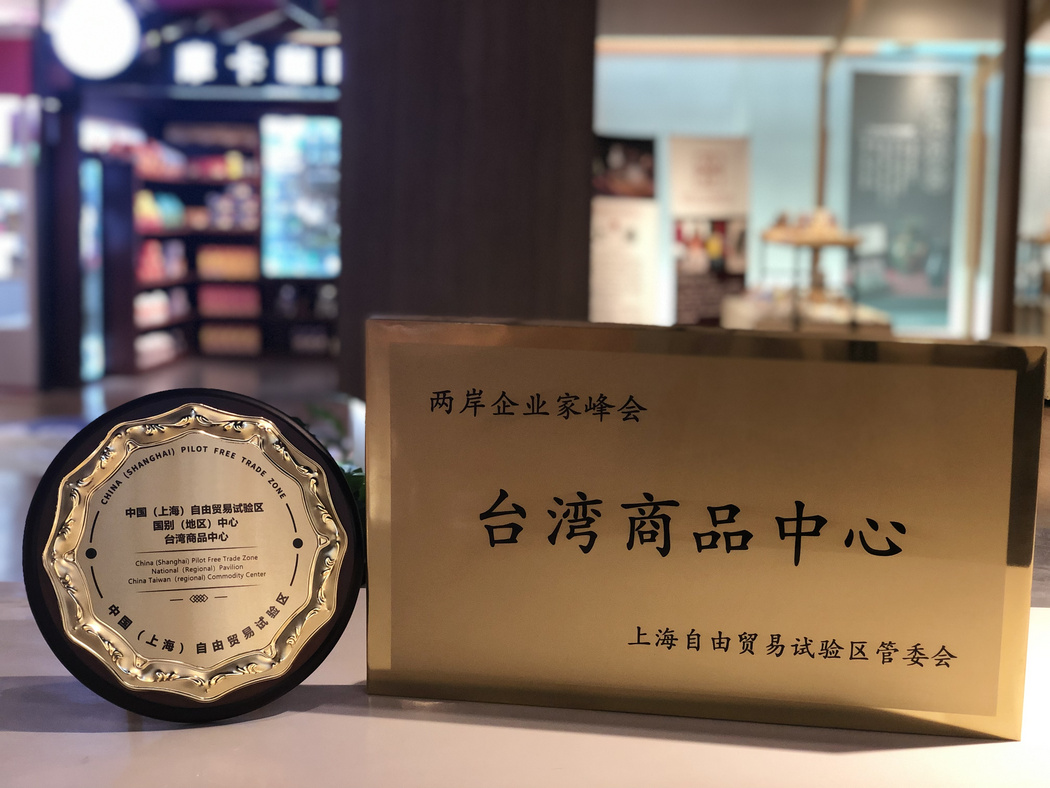 摩卡咖啡
CHINA (SHANGHAI) PILOT FREE TRADE ZONE
中国（上海）自由贸易试验区
国别（地区）中心
台湾商品中心
China (Shanghai) Pilot Free Trade Zone
National (Regional) Pavilion
China Taiwan (regional) Commodity Center
中国（上海）自由贸易试验区
两岸企业家峰会
台湾商品中心
上海自由贸易试验区管委会